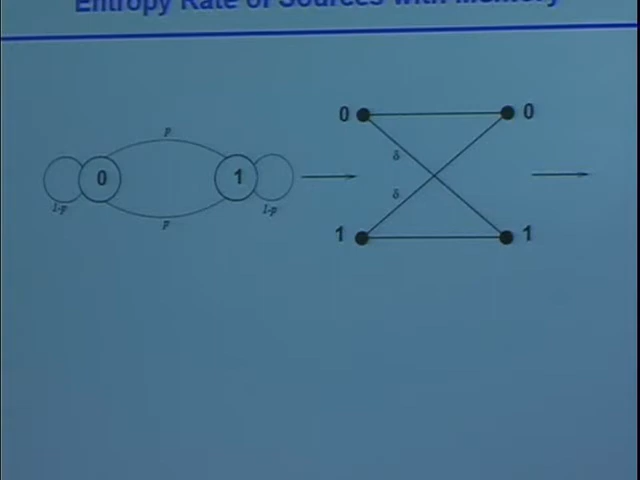 Entropy Rate of Sources with Memory
p
0
1
1-p
1-p
p
0
0
δ
δ
1
1